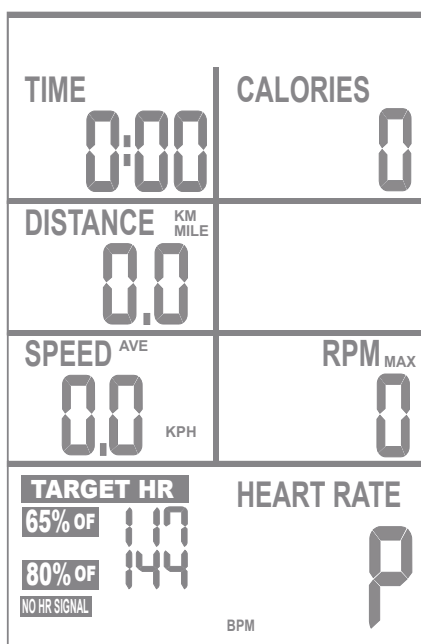 TIME
0:00
CALORIES
0
DISTANCE KM
MILE
0.0
SPEED AVE
0.0 KPH
RPM MAX
0
TARGET HR
65% OF 117
80% OF 144
NO HR SIGNAL
HEART RATE
P
BPM